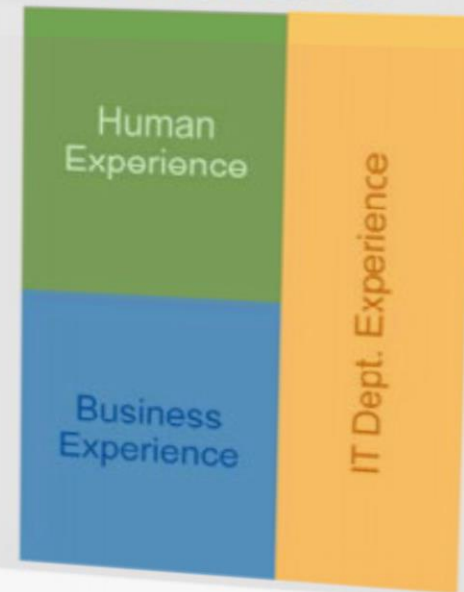 Human
Experience
Business
Experience
IT Dept. Experience